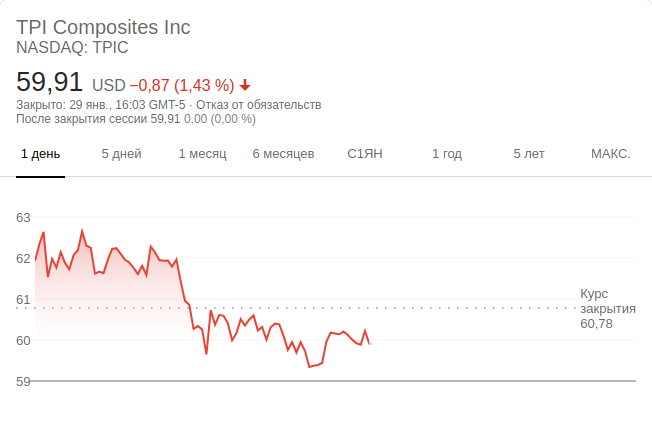 TPI Composites Inc
NASDAQ: TPIC
59,91 USD −0,87 (1,43 %)
Закрыто: 29 янв., 16:03 GMT-5 · Отказ от обязательств
После закрытия сессии 59,91 0,00 (0,00 %)
1 день 5 дней 1 месяц 6 месяцев С1ЯН 1 год 5 лет МАКС.
63
62
61
60
59
Курс
закрытия
60,78